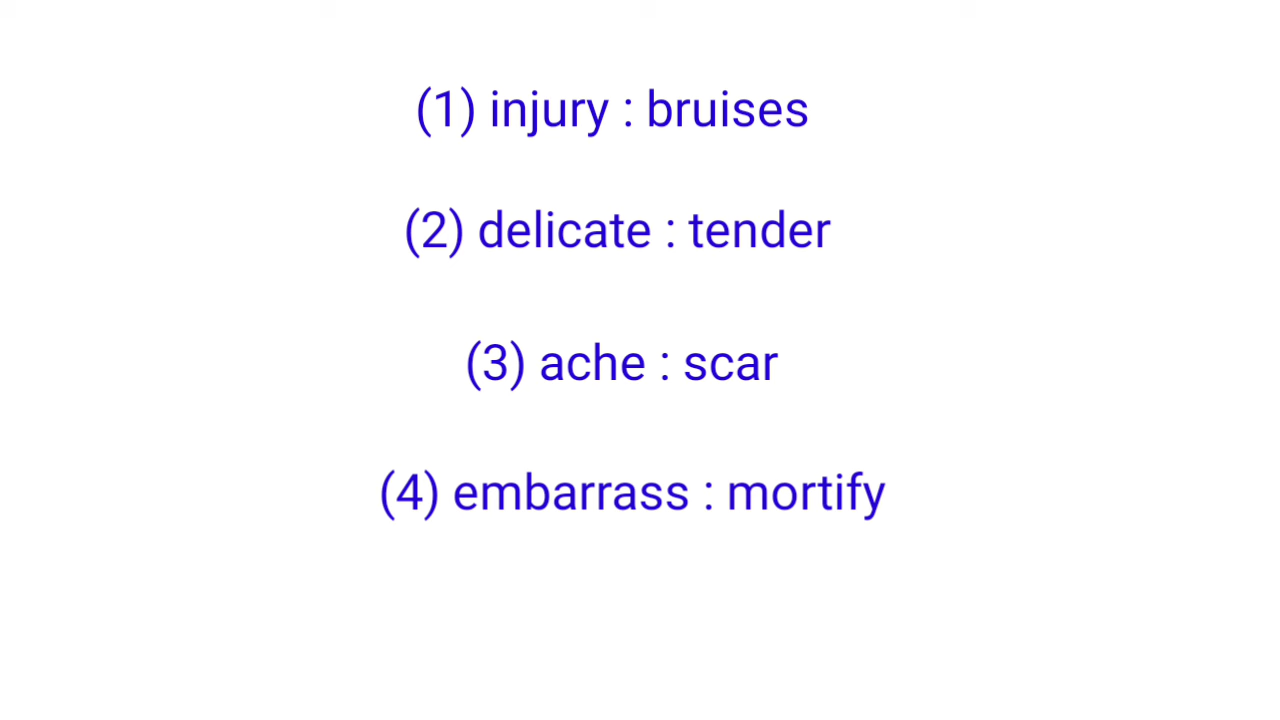 (1) injury : bruises
(2) delicate : tender
(3) ache : scar
(4) embarrass : mortify